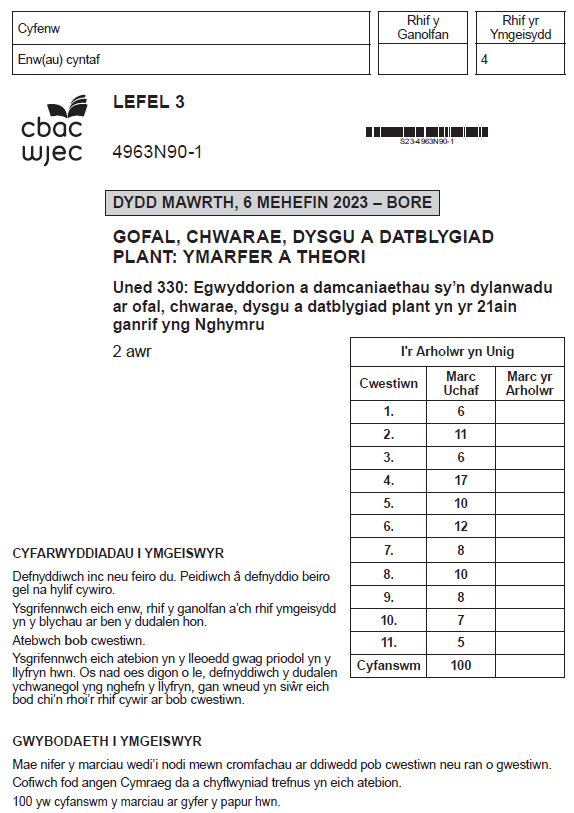 Cyfenw
Rhif y
Ganolfan
Rhif yr
Ymgeisydd
Enw(au) cyntaf
4
cbac
wjec
LEFEL 3
4963N90-1
S23-4963N90-1
DYDD MAWRTH, 6 MEHEFIN 2023 – BORE
GOFAL, CHWARAE, DYSGU A DATBLYGIAD
PLANT: YMARFER A THEORI
Uned 330: Egwyddorion a damcaniaethau sy’n dylanwadu
ar ofal, chwarae, dysgu a datblygiad plant yn yr 21ain
ganrif yng Nghymru
2 awr
I'r Arholwr yn Unig
Cwestiwn
Marc
Uchaf
Marc yr
Arholwr
1. 6
2. 11
3. 6
4. 17
5. 10
6. 12
7. 8
8. 10
9. 8
10. 7
11. 5
Cyfanswm 100
CYFARWYDDIADAU I YMGEISWYR
Defnyddiwch inc neu feiro du. Peidiwch â defnyddio beiro
gel na hylif cywiro.
Ysgrifennwch eich enw, rhif y ganolfan a’ch rhif ymgeisydd
yn y blychau ar ben y dudalen hon.
Atebwch bob cwestiwn.
Ysgrifennwch eich atebion yn y lleoedd gwag priodol yn y
llyfryn hwn. Os nad oes digon o le, defnyddiwch y dudalen
ychwanegol yng nghefn y llyfryn, gan wneud yn siŵr eich
bod chi’n rhoi’r rhif cywir ar bob cwestiwn.
GWYBODAETH I YMGEISWYR
Mae nifer y marciau wedi’i nodi mewn cromfachau ar ddiwedd pob cwestiwn neu ran o gwestiwn.
Cofiwch fod angen Cymraeg da a chyflwyniad trefnus yn eich atebion.
100 yw cyfanswm y marciau ar gyfer y papur hwn.